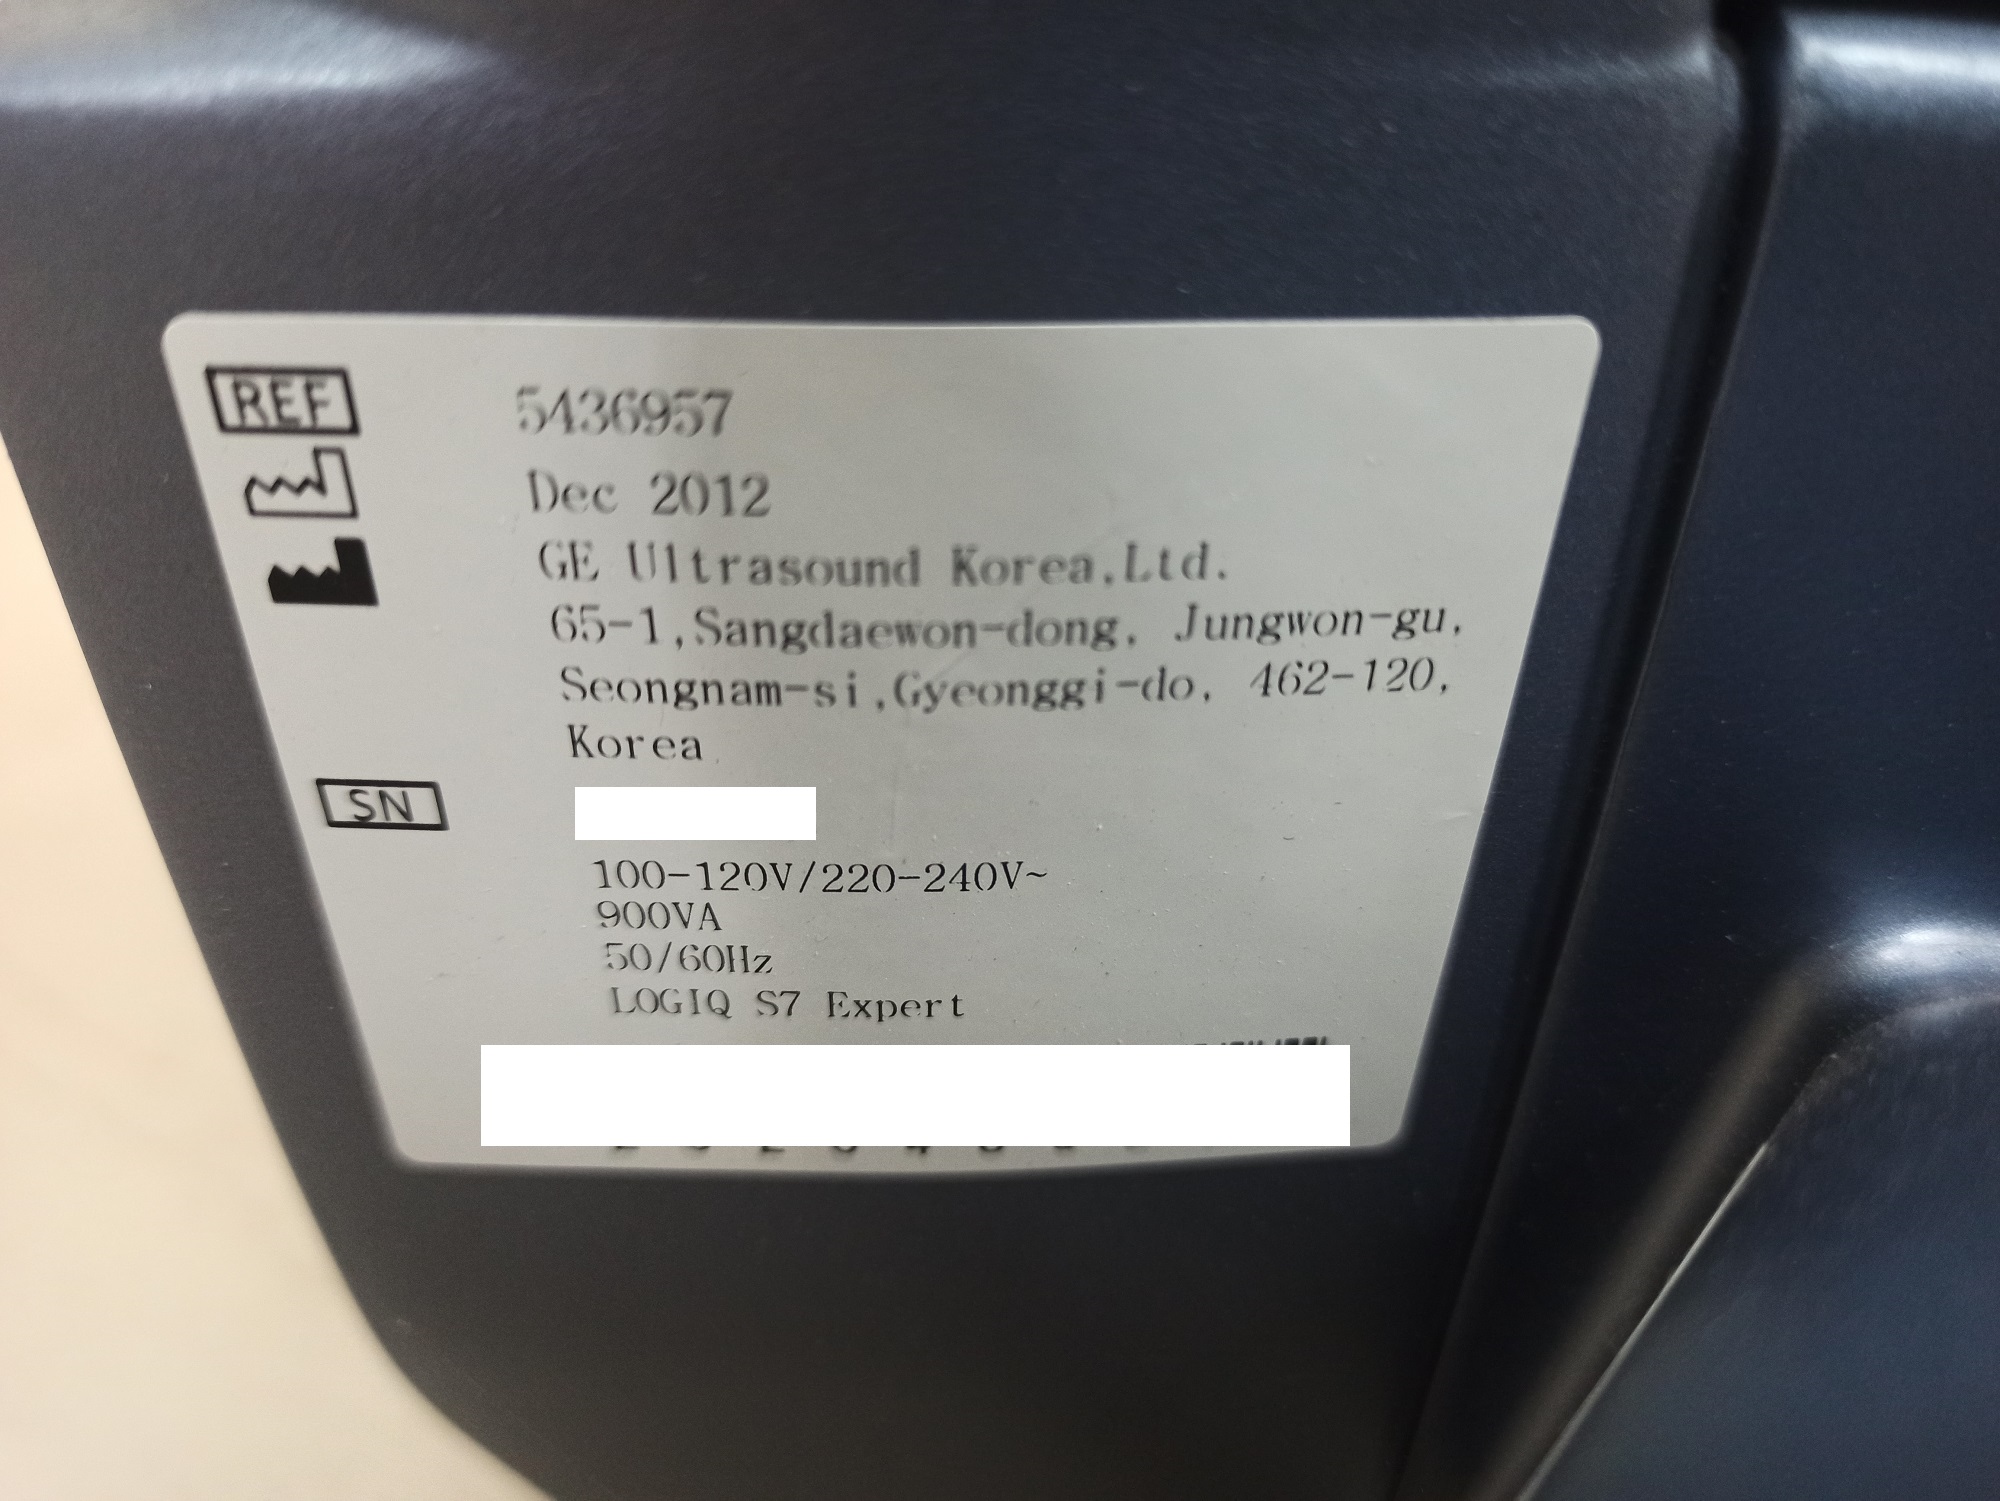 REF 5436957
Dec 2012
GE Ultrasound Korea,Ltd.
65-1,Sangdaewon-dong, Jungwon-gu,
Seongnam-si,Gyeonggi-do, 462-120,
Korea
SN
100-120V/220-240V~
900VA
50/60Hz
LOGIQ S7 Expert